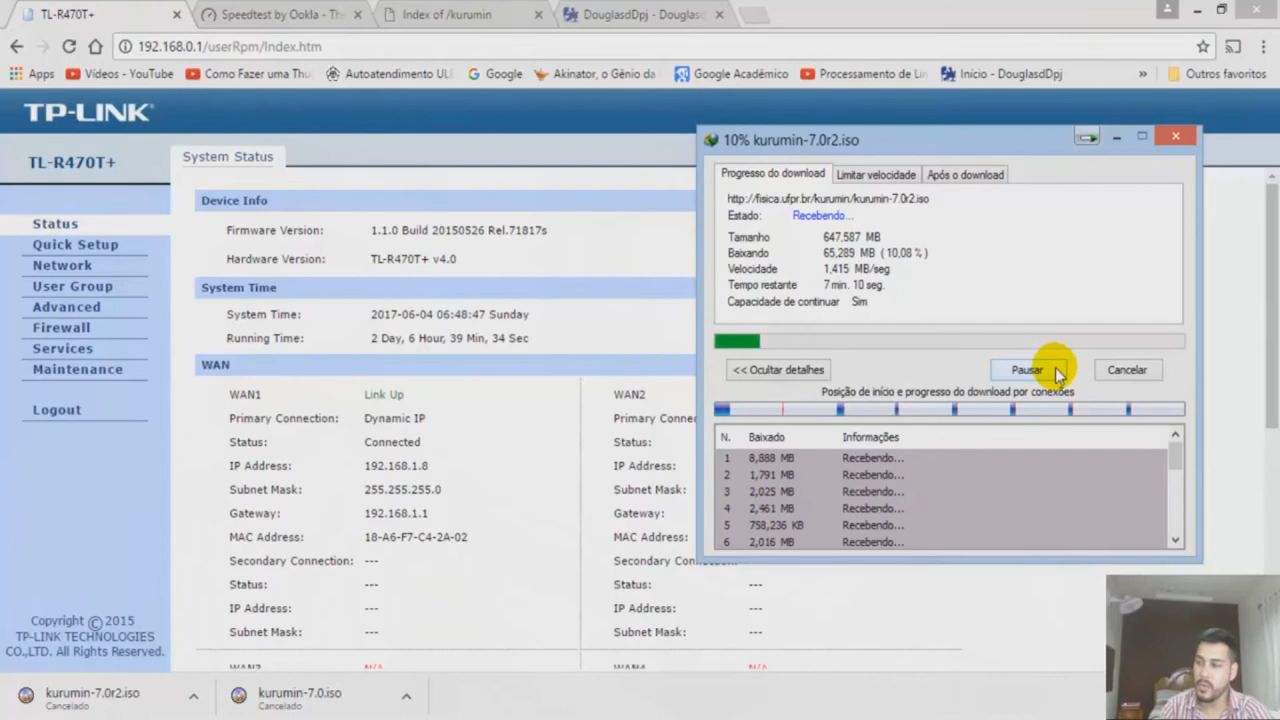 TL-R470T+
Speedtest by Ookla - The
Index of /kurumin
DouglasdDpj - Douglasd
192.168.0.1/userRpm/Index.htm
Apps
Vídeos - YouTube
Como Fazer uma Thu
Autoatendimento UL
Google
Akinator, o Gênio da
Google Acadêmico
Processamento de Lin
Início - DouglasdDpj
»
Outros favoritos
TP-LINK
TL-R470T+
System Status
Status
Quick Setup
Network
User Group
Advanced
Firewall
Services
Maintenance
Logout
Copyright © 2015
TP-LINK TECHNOLOGIES
CO.,LTD. All Rights Reserved.
Device Info
Firmware Version: 1.1.0 Build 20150526 Rel.71817s
Hardware Version: TL-R470T+ v4.0
System Time
System Time: 2017-06-04 06:48:47 Sunday
Running Time: 2 Day, 6 Hour, 39 Min, 34 Sec
WAN
WAN1 Link Up WAN2
Primary Connection: Dynamic IP Primary Conne
Status: Connected Status:
IP Address: 192.168.1.8 IP Address:
Subnet Mask: 255.255.255.0 Subnet Mask:
Gateway: 192.168.1.1 Gateway:
MAC Address: 18-A6-F7-C4-2A-02 MAC Address:
Secondary Connection: --- Secondary Conne
Status: --- Status: ---
IP Address: --- IP Address: ---
Subnet Mask: --- Subnet Mask: ---
WAN3 N/A WAN4 N/A
10% kurumin-7.0r2.iso
Progresso do download
Limitar velocidade
Após o download
http://fisica.ufpr.br/kurumin/kurumin-7.0r2.iso
Estado: Recebendo...
Tamanho 647,587 MB
Baixando 65,289 MB ( 10,08 % )
Velocidade 1,415 MB/seg
Tempo restante 7 min. 10 seg.
Capacidade de continuar Sim
<< Ocultar detalhes
Pausar
Cancelar
Posição de início e progresso do download por conexões
N. Baixado Informações
1 8,888 MB Recebendo...
2 1,791 MB Recebendo...
3 2,025 MB Recebendo...
4 2,461 MB Recebendo...
5 758,236 KB Recebendo...
6 2,016 MB Recebendo...
kurumin-7.0r2.iso
Cancelado
kurumin-7.0.iso
Cancelado